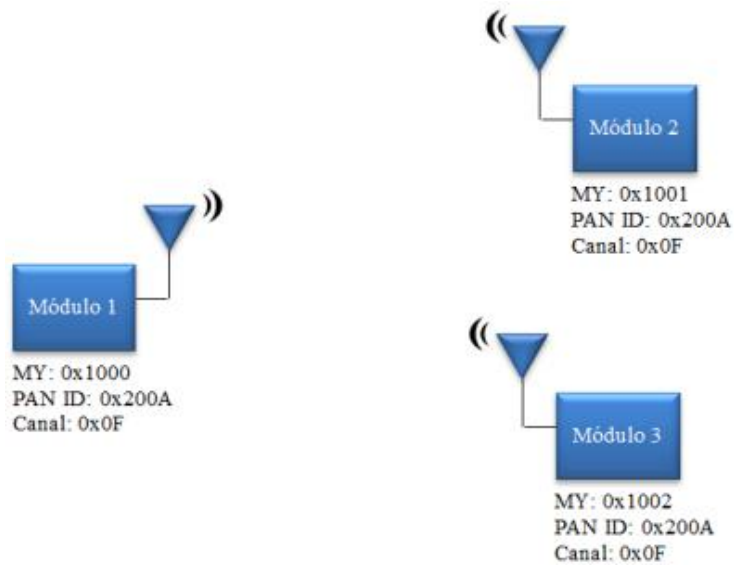 Módulo 1
MY: 0x1000
PAN ID: 0x200A
Canal: 0x0F
Módulo 2
MY: 0x1001
PAN ID: 0x200A
Canal: 0x0F
Módulo 3
MY: 0x1002
PAN ID: 0x200A
Canal: 0x0F